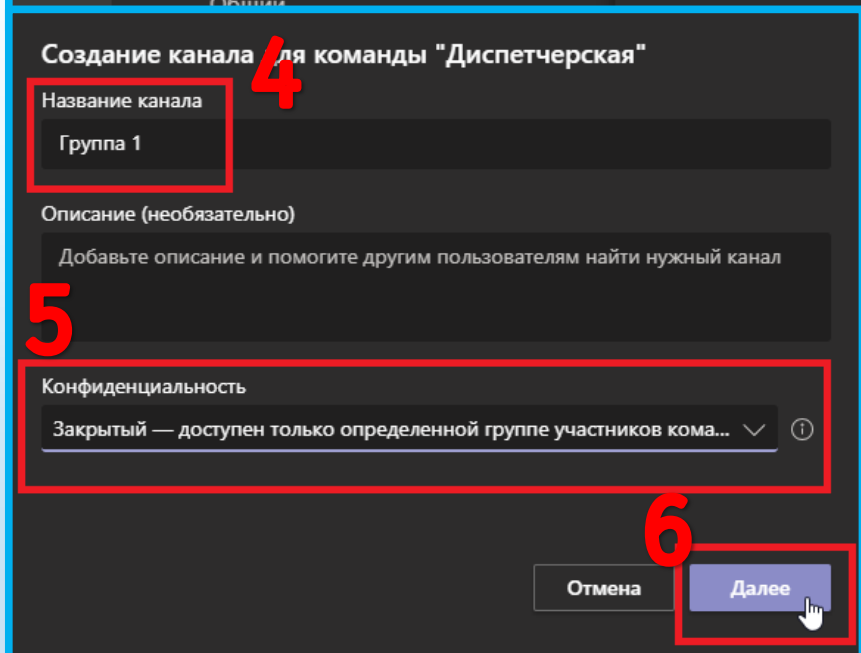 Общий
Создание канала для команды "Диспетчерская"
4
Название канала
Группа 1
Описание (необязательно)
Добавьте описание и помогите другим пользователям найти нужный канал
5
Конфиденциальность
Закрытый — доступен только определенной группе участников кома...
6
Отмена
Далее